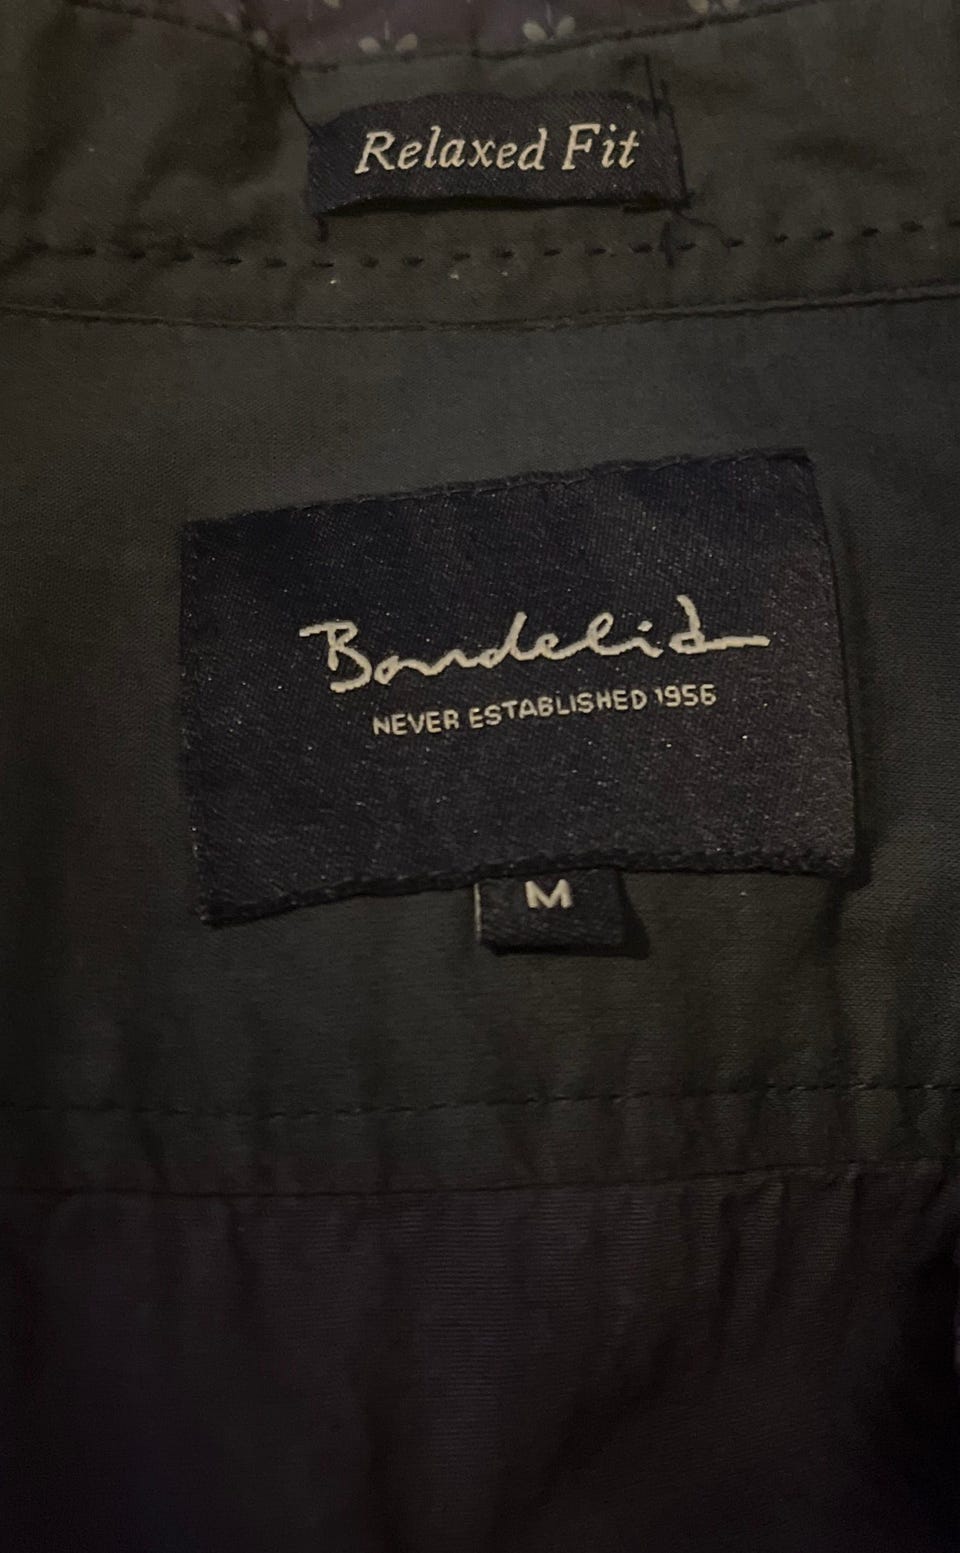 Relaxed Fit
Bondelid
NEVER ESTABLISHED 1956
M